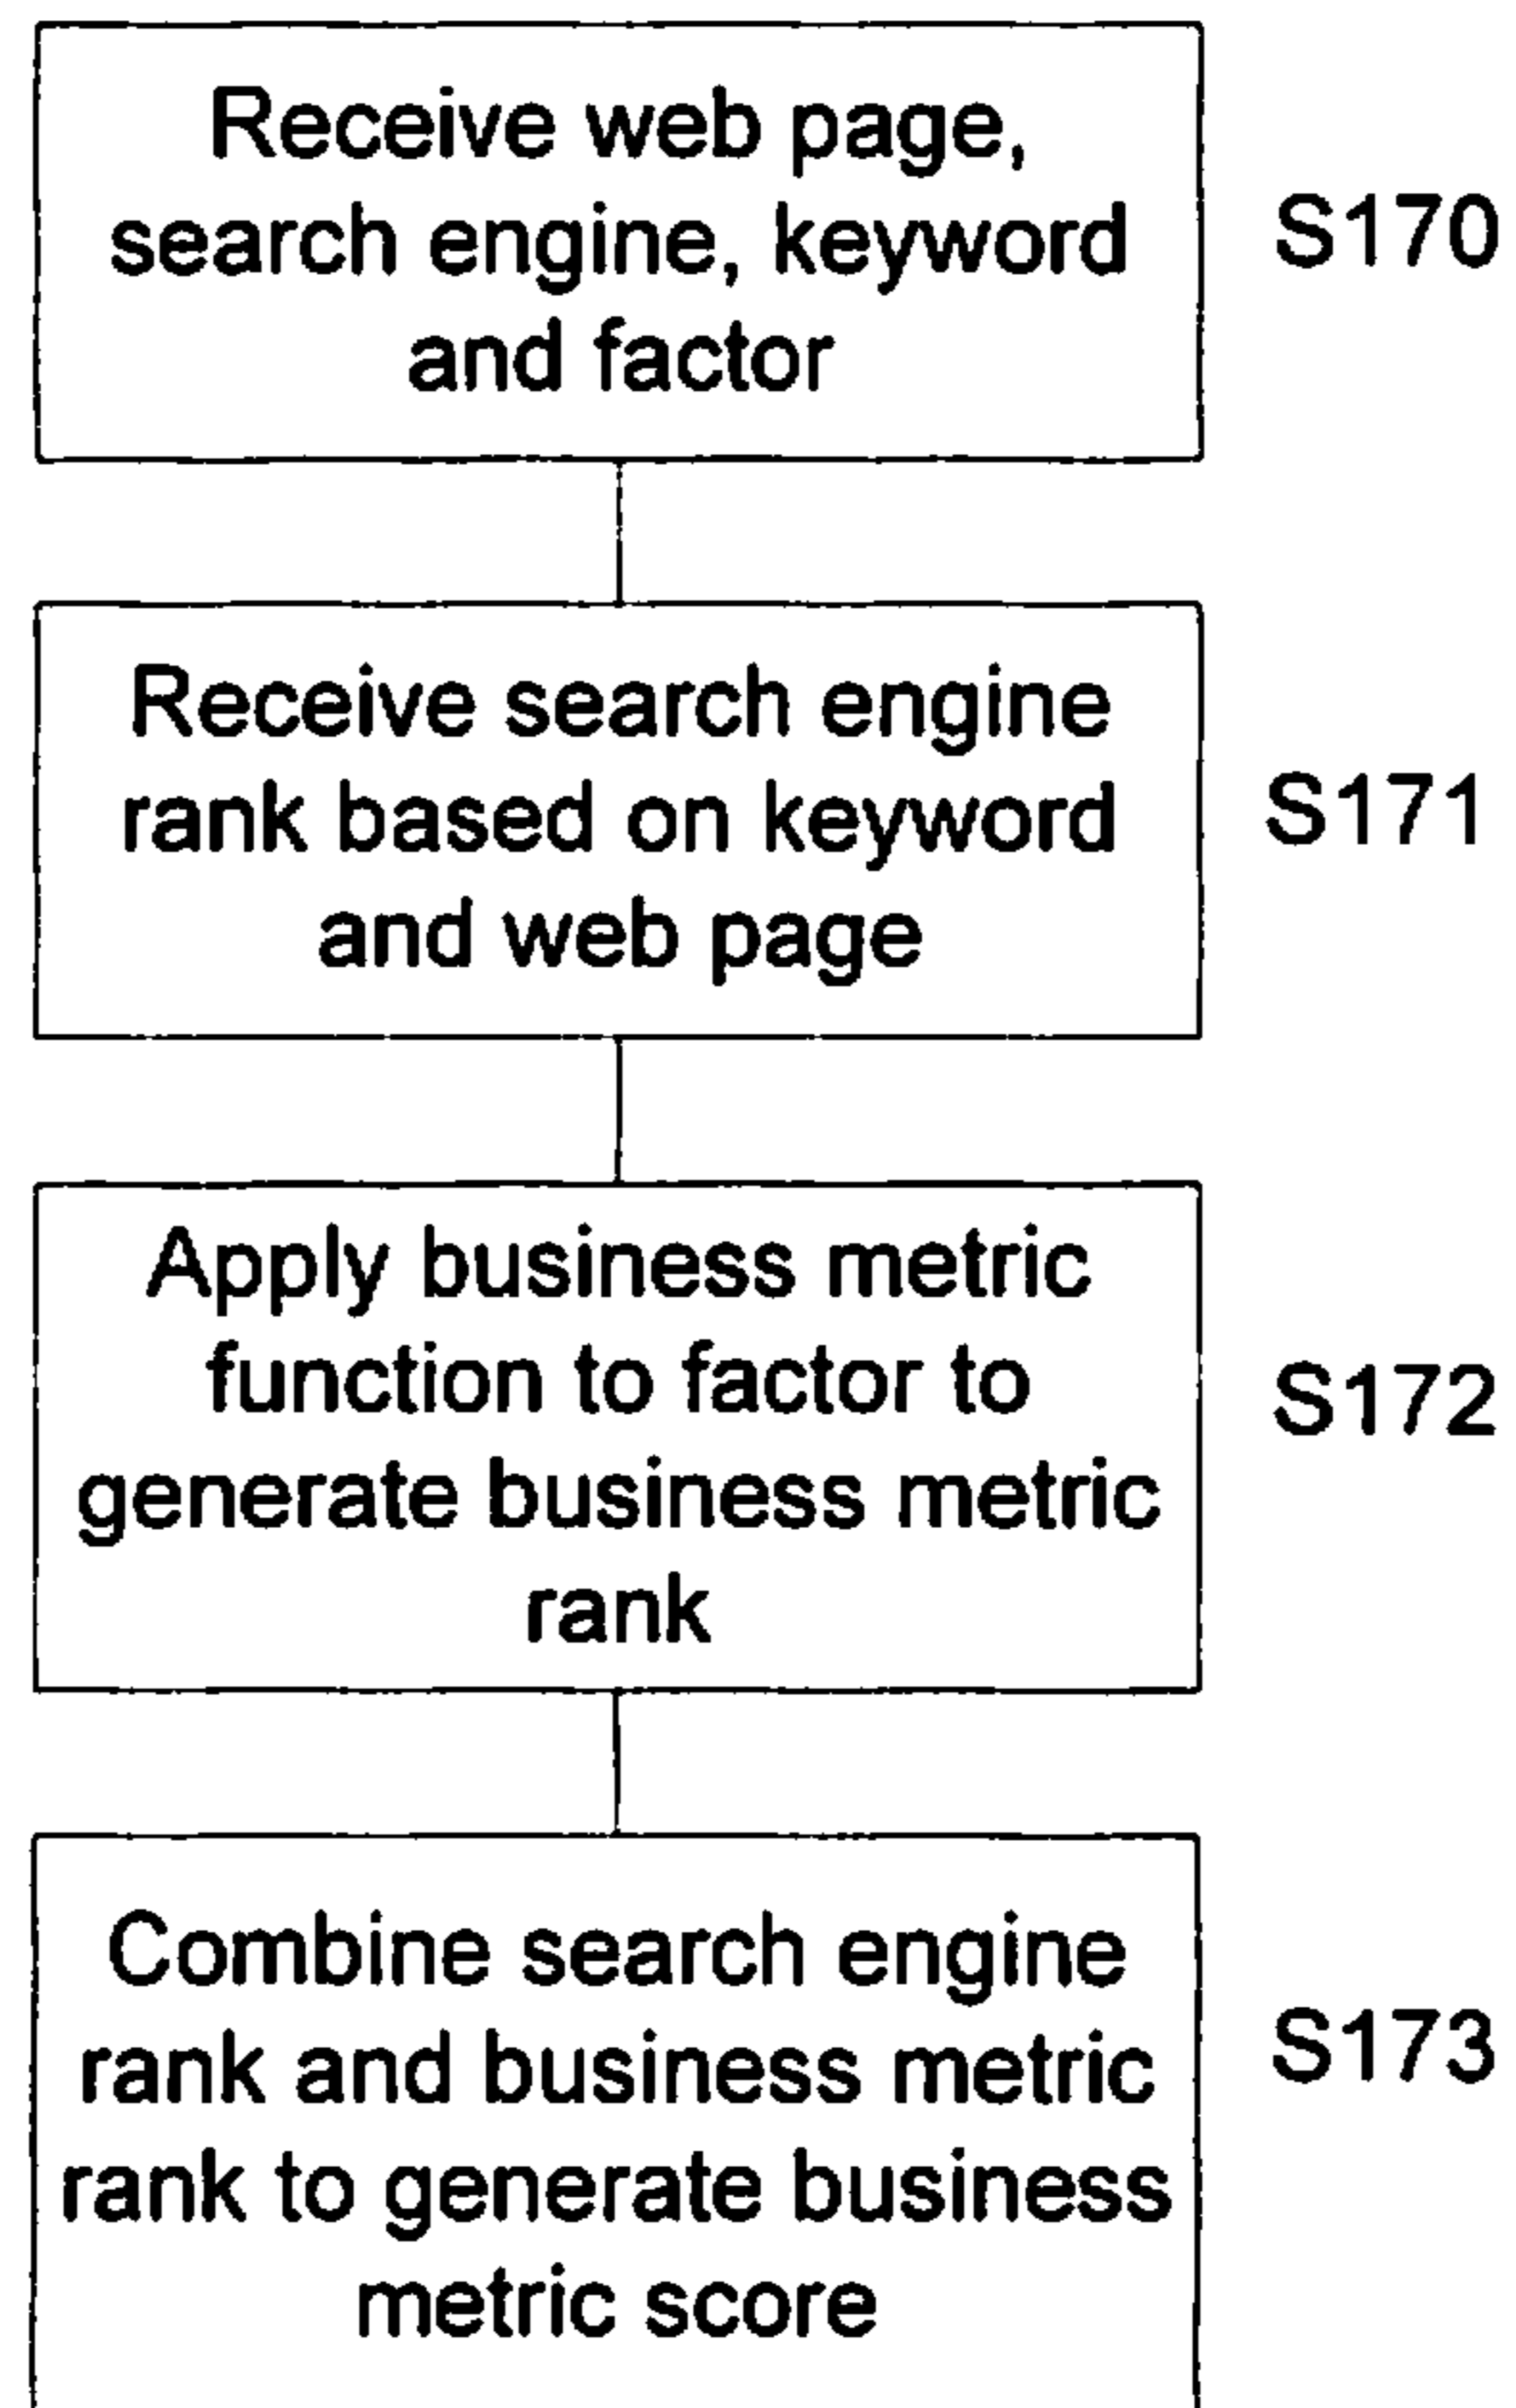 Receive web page,
search engine, keyword
and factor
S170
Receive search engine
rank based on keyword
and web page
S171
Apply business metric
function to factor to
generate business metric
rank
S172
Combine search engine
rank and business metric
rank to generate business
metric score
S173